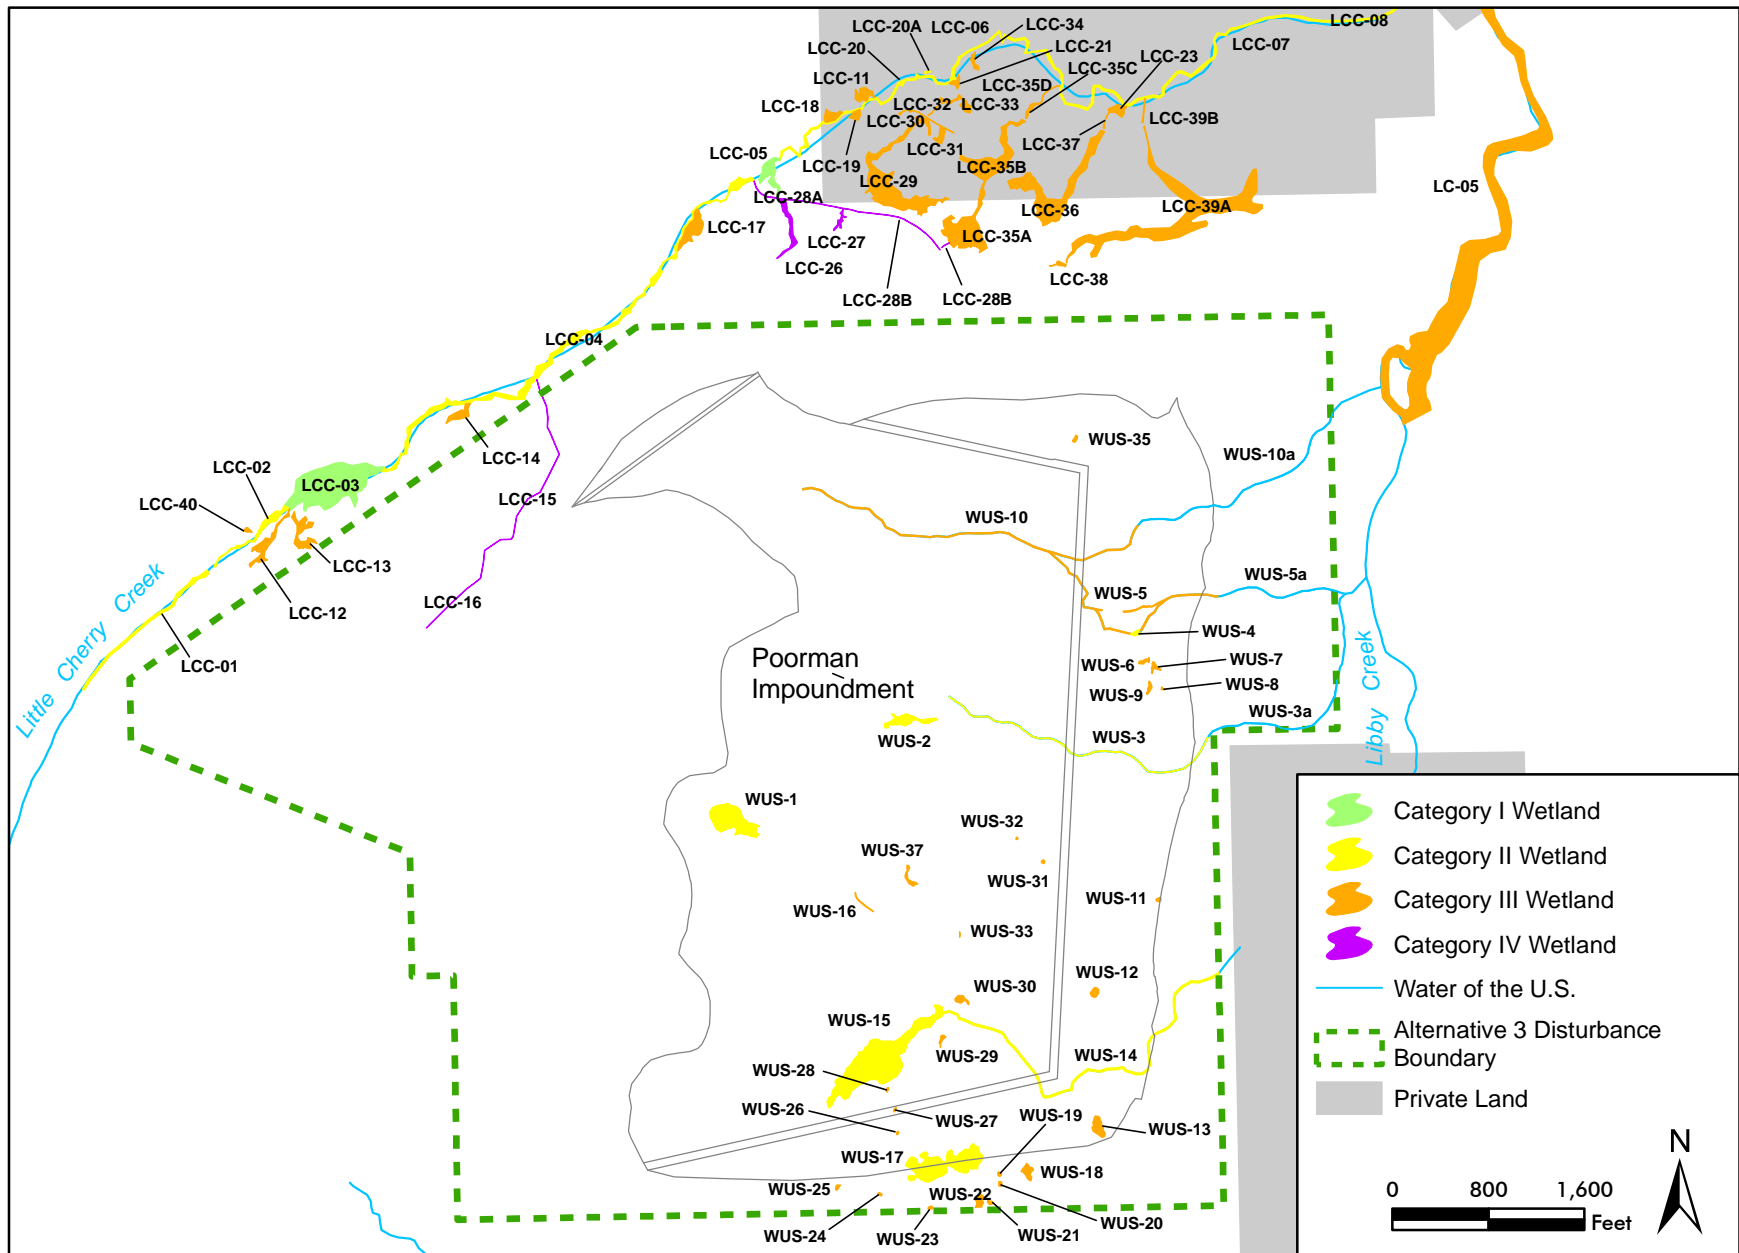 LCC-08
LCC-20A
LCC-06
LCC-34
LCC-07
LCC-20
LCC-21
LCC-23
LCC-35C
LCC-11
LCC-35D
LCC-18
LCC-32
LCC-33
LCC-30
LCC-39B
LCC-37
LCC-31
LCC-05
LCC-19
LCC-35B
LCC-29
LC-05
LCC-28A
LCC-36
LCC-39A
LCC-17
LCC-27
LCC-35A
LCC-26
LCC-38
LCC-28B
LCC-28B
LCC-04
WUS-35
LCC-14
LCC-02
WUS-10a
LCC-03
LCC-15
LCC-40
WUS-10
LCC-13
WUS-5a
WUS-5
LCC-16
LCC-12
WUS-4
Little Cherry Creek
LCC-01
Poorman
Impoundment
WUS-6
WUS-7
WUS-9
WUS-8
Libby Creek
WUS-3a
WUS-2
WUS-3
WUS-1
WUS-32
WUS-37
WUS-31
WUS-16
WUS-11
WUS-33
WUS-12
WUS-30
WUS-15
WUS-29
WUS-14
WUS-28
WUS-26
WUS-27
WUS-19
WUS-13
WUS-17
WUS-18
WUS-25
WUS-22
WUS-24
WUS-23
WUS-21
WUS-20
Category I Wetland
Category II Wetland
Category III Wetland
Category IV Wetland
Water of the U.S.
Alternative 3 Disturbance
Boundary
Private Land
N
0 800 1,600
Feet